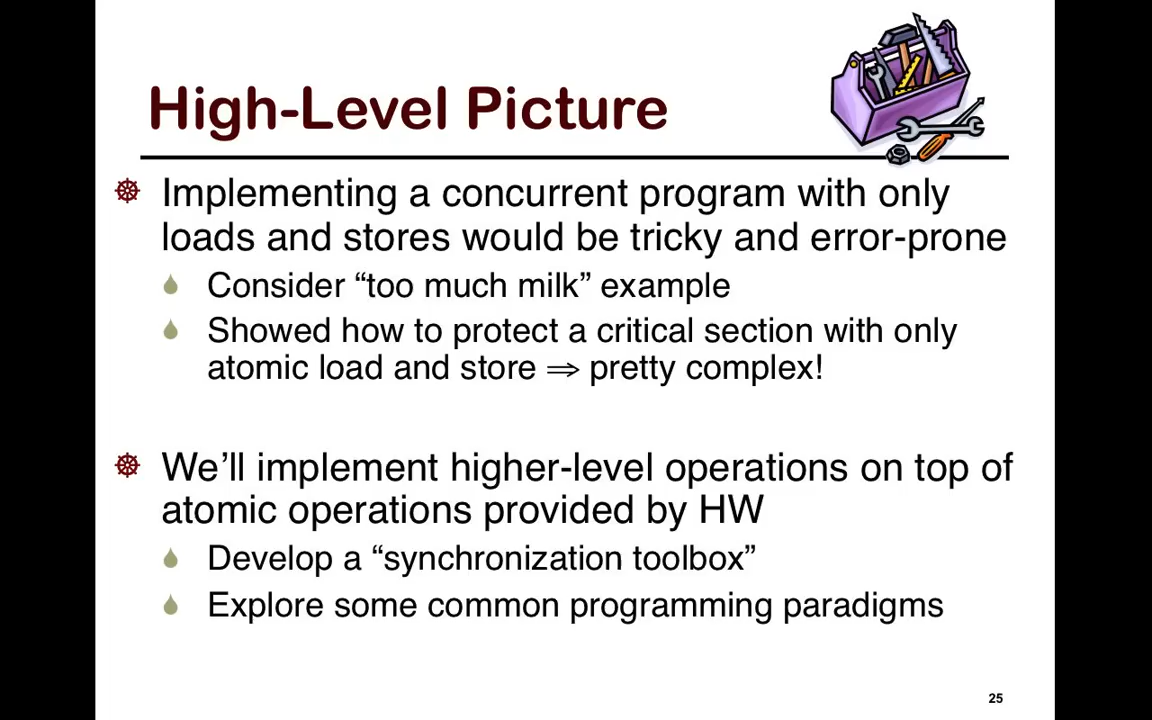 High-Level Picture
Implementing a concurrent program with only
loads and stores would be tricky and error-prone
Consider “too much milk” example
Showed how to protect a critical section with only
atomic load and store ⇒ pretty complex!
We’ll implement higher-level operations on top of
atomic operations provided by HW
Develop a “synchronization toolbox”
Explore some common programming paradigms
25